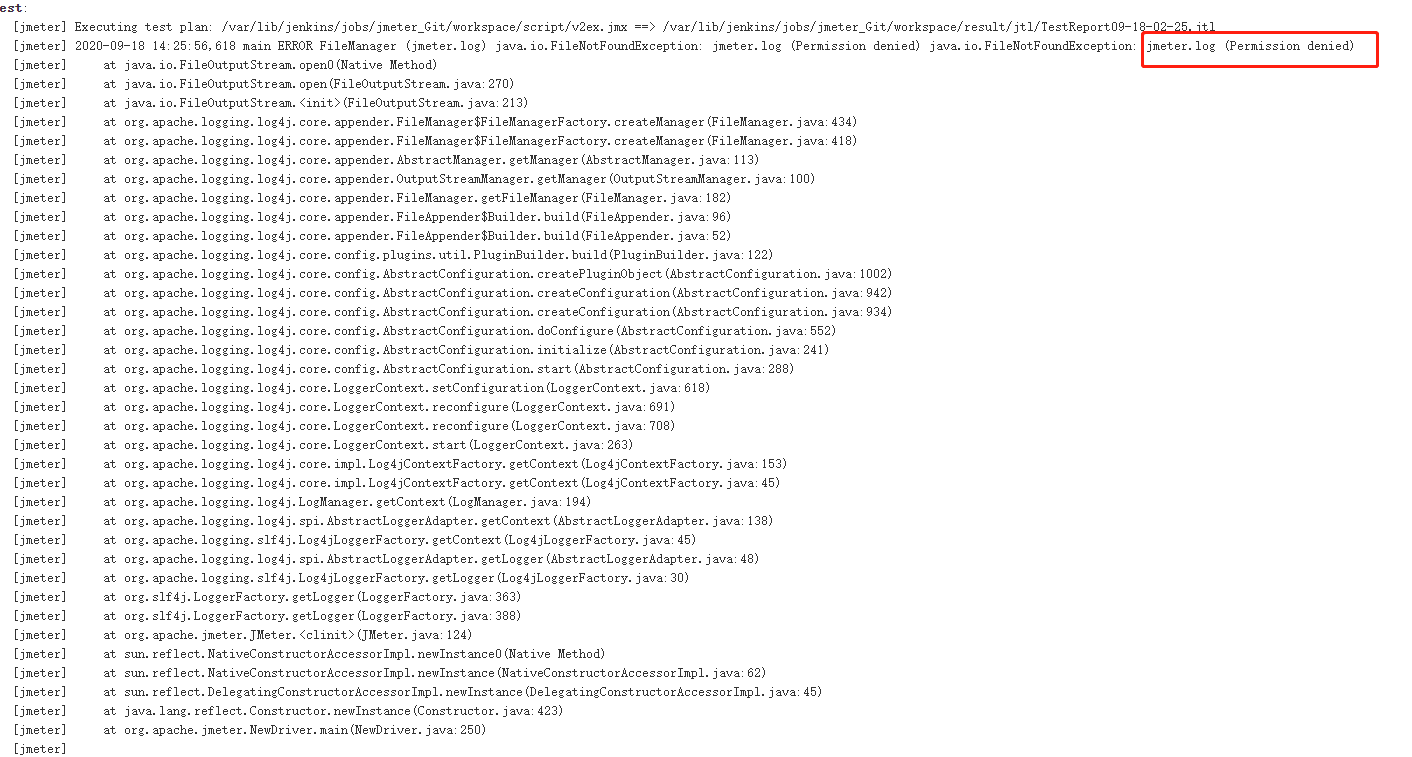 est:
[jmeter] Executing test plan: /var/lib/jenkins/jobs/jmeter_Git/workspace/script/v2ex.jmx ==> /var/lib/jenkins/jobs/jmeter_Git/workspace/result/jtl/TestReport09-18-02-25.jtl
[jmeter] 2020-09-18 14:25:56,618 main ERROR FileManager (jmeter.log) java.io.FileNotFoundException: jmeter.log (Permission denied) java.io.FileNotFoundException: jmeter.log (Permission denied)
[jmeter] at java.io.FileOutputStream.open0(Native Method)
[jmeter] at java.io.FileOutputStream.open(FileOutputStream.java:270)
[jmeter] at java.io.FileOutputStream.<init>(FileOutputStream.java:213)
[jmeter] at org.apache.logging.log4j.core.appender.FileManager$FileManagerFactory.createManager(FileManager.java:434)
[jmeter] at org.apache.logging.log4j.core.appender.FileManager$FileManagerFactory.createManager(FileManager.java:418)
[jmeter] at org.apache.logging.log4j.core.appender.AbstractManager.getManager(AbstractManager.java:113)
[jmeter] at org.apache.logging.log4j.core.appender.OutputStreamManager.getManager(OutputStreamManager.java:100)
[jmeter] at org.apache.logging.log4j.core.appender.FileManager.getFileManager(FileManager.java:182)
[jmeter] at org.apache.logging.log4j.core.appender.FileAppender$Builder.build(FileAppender.java:96)
[jmeter] at org.apache.logging.log4j.core.appender.FileAppender$Builder.build(FileAppender.java:52)
[jmeter] at org.apache.logging.log4j.core.config.plugins.util.PluginBuilder.build(PluginBuilder.java:122)
[jmeter] at org.apache.logging.log4j.core.config.AbstractConfiguration.createPluginObject(AbstractConfiguration.java:1002)
[jmeter] at org.apache.logging.log4j.core.config.AbstractConfiguration.createConfiguration(AbstractConfiguration.java:942)
[jmeter] at org.apache.logging.log4j.core.config.AbstractConfiguration.createConfiguration(AbstractConfiguration.java:934)
[jmeter] at org.apache.logging.log4j.core.config.AbstractConfiguration.doConfigure(AbstractConfiguration.java:552)
[jmeter] at org.apache.logging.log4j.core.config.AbstractConfiguration.initialize(AbstractConfiguration.java:241)
[jmeter] at org.apache.logging.log4j.core.config.AbstractConfiguration.start(AbstractConfiguration.java:288)
[jmeter] at org.apache.logging.log4j.core.LoggerContext.setConfiguration(LoggerContext.java:618)
[jmeter] at org.apache.logging.log4j.core.LoggerContext.reconfigure(LoggerContext.java:691)
[jmeter] at org.apache.logging.log4j.core.LoggerContext.reconfigure(LoggerContext.java:708)
[jmeter] at org.apache.logging.log4j.core.LoggerContext.start(LoggerContext.java:263)
[jmeter] at org.apache.logging.log4j.core.impl.Log4jContextFactory.getContext(Log4jContextFactory.java:153)
[jmeter] at org.apache.logging.log4j.core.impl.Log4jContextFactory.getContext(Log4jContextFactory.java:45)
[jmeter] at org.apache.logging.log4j.LogManager.getContext(LogManager.java:194)
[jmeter] at org.apache.logging.log4j.spi.AbstractLoggerAdapter.getContext(AbstractLoggerAdapter.java:138)
[jmeter] at org.apache.logging.slf4j.Log4jLoggerFactory.getContext(Log4jLoggerFactory.java:45)
[jmeter] at org.apache.logging.log4j.spi.AbstractLoggerAdapter.getLogger(AbstractLoggerAdapter.java:48)
[jmeter] at org.apache.logging.slf4j.Log4jLoggerFactory.getLogger(Log4jLoggerFactory.java:30)
[jmeter] at org.slf4j.LoggerFactory.getLogger(LoggerFactory.java:363)
[jmeter] at org.slf4j.LoggerFactory.getLogger(LoggerFactory.java:388)
[jmeter] at org.apache.jmeter.JMeter.<clinit>(JMeter.java:124)
[jmeter] at sun.reflect.NativeConstructorAccessorImpl.newInstance0(Native Method)
[jmeter] at sun.reflect.NativeConstructorAccessorImpl.newInstance(NativeConstructorAccessorImpl.java:62)
[jmeter] at sun.reflect.DelegatingConstructorAccessorImpl.newInstance(DelegatingConstructorAccessorImpl.java:45)
[jmeter] at java.lang.reflect.Constructor.newInstance(Constructor.java:423)
[jmeter] at org.apache.jmeter.NewDriver.main(NewDriver.java:250)
[jmeter]